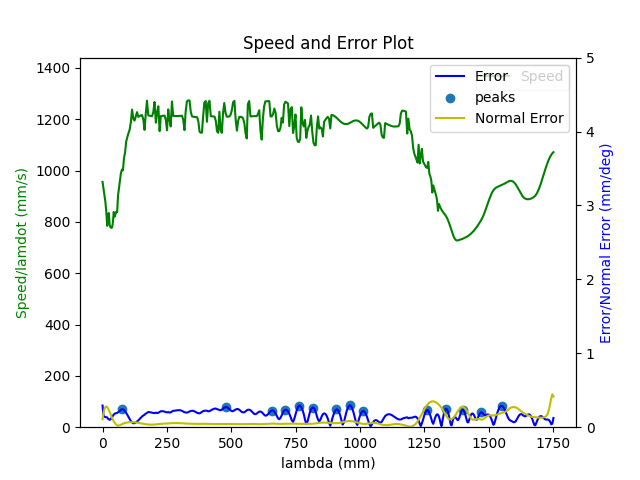 Speed and Error Plot
1400
1200
1000
800
600
400
200
0
Speed/lamdot (mm/s)
5
4
3
2
1
0
Error/Normal Error (mm/deg)
Error
Speed
peaks
Normal Error
0 250 500 750 1000 1250 1500 1750
lambda (mm)